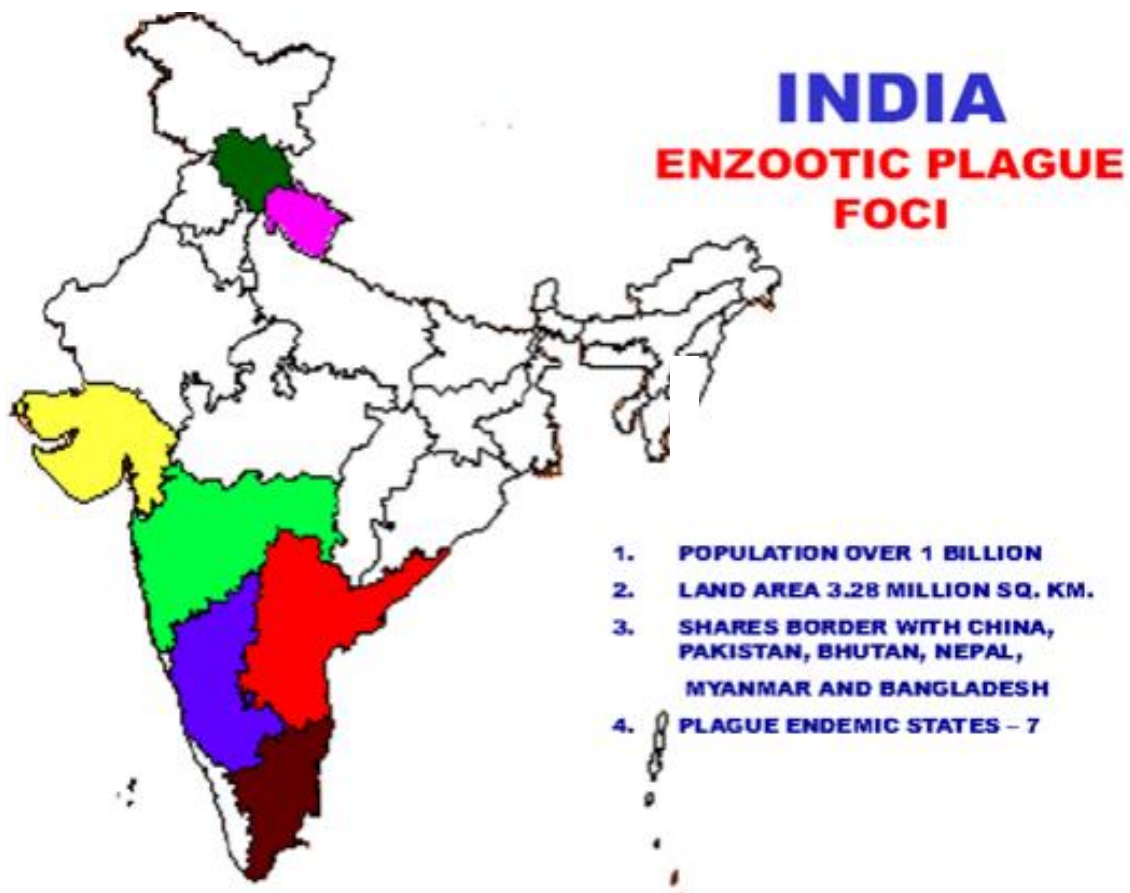 INDIA
ENZOOTIC PLAGUE
FOCI
1. POPULATION OVER 1 BILLION
2. LAND AREA 3.28 MILLION SQ. KM.
3. SHARES BORDER WITH CHINA,
PAKISTAN, BHUTAN, NEPAL,
MYANMAR AND BANGLADESH
4. PLAGUE ENDEMIC STATES – 7